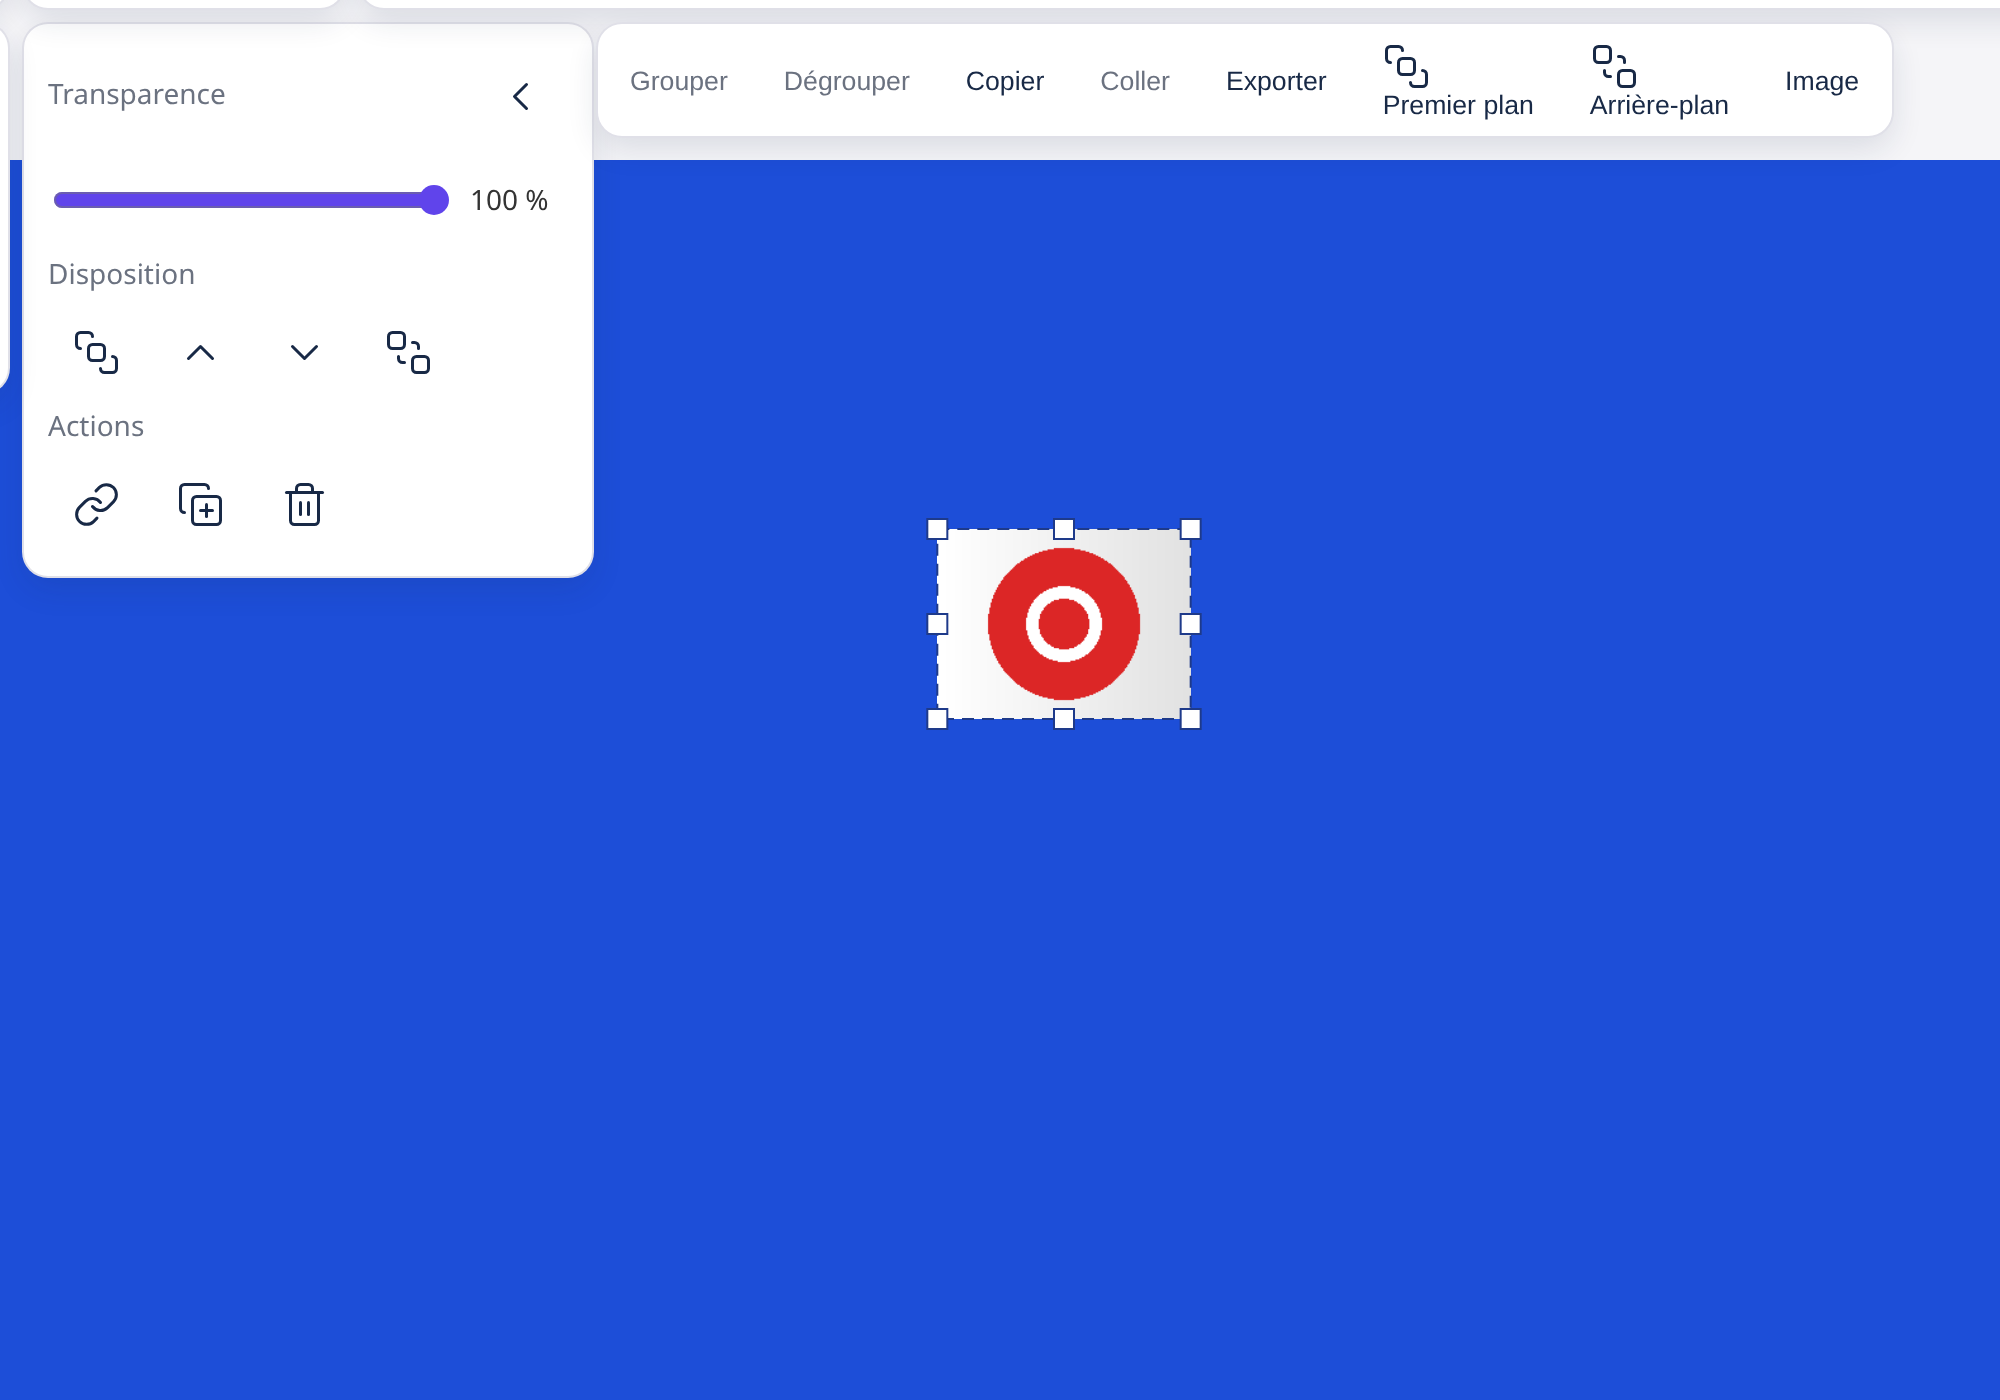 Transparence
100 %
Disposition
Actions
Grouper Dégrouper Copier Coller Exporter Premier plan Arrière-plan Image